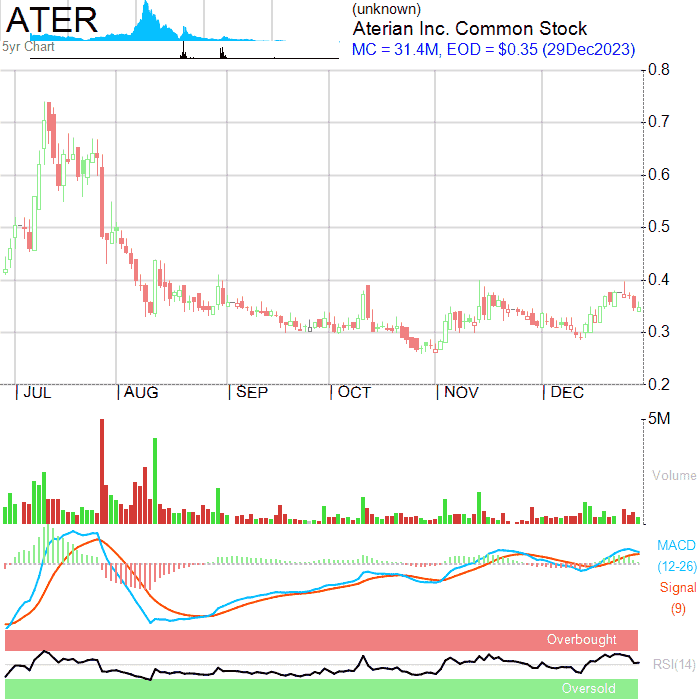 ATER
5yr Chart
(unknown)
Aterian Inc. Common Stock
MC = 31.4M, EOD = $0.35 (29Dec2023)
0.8
0.7
0.6
0.5
0.4
0.3
0.2
JUL AUG SEP OCT NOV DEC
5M
Volume
MACD
(12-26)
Signal
(9)
Overbought
RSI(14)
Oversold